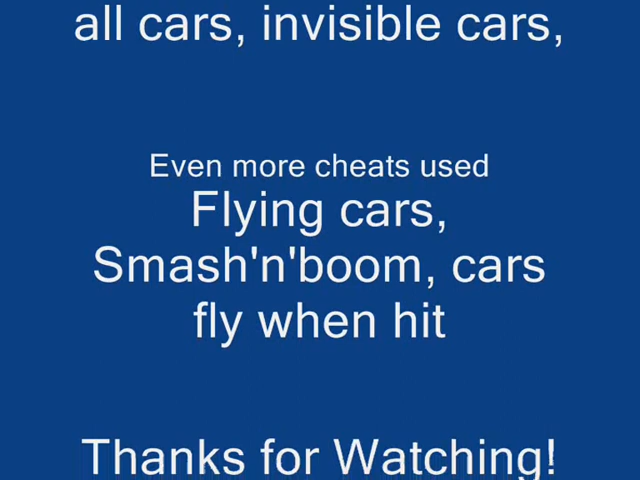 all cars, invisible cars,
Even more cheats used
Flying cars,
Smash'n'boom, cars
fly when hit
Thanks for Watching!